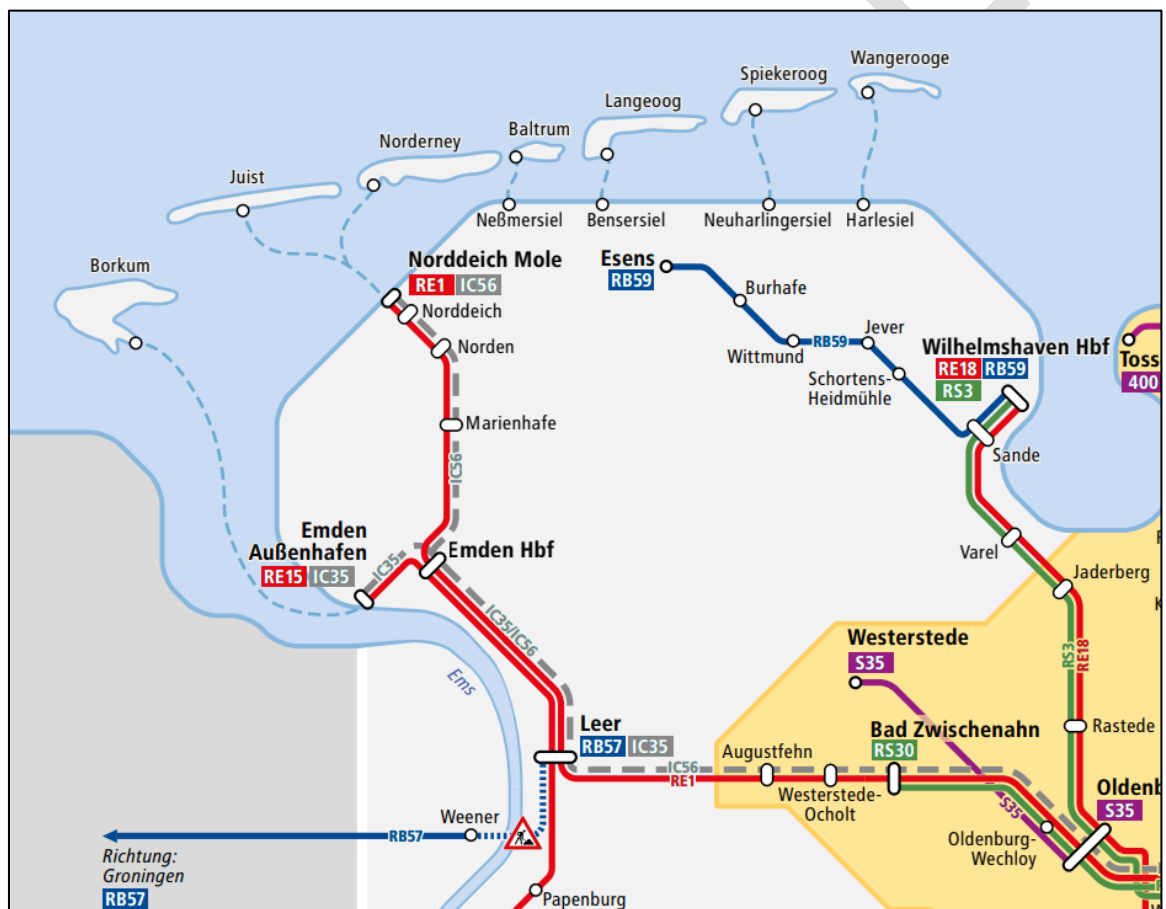 Wangerooge
Spiekeroog
Langeoog
Baltrum
Norderney
Juist
Borkum
Neßmersiel
Bensersiel
Neuharlingersiel
Harlesiel
Norddeich Mole
RE1 IC56
Norddeich
Norden
Marienhafe
IC56
Esens
RB59
Burhafe
Wittmund
RB59
Jever
Schortens-
Heidmühle
Wilhelmshaven Hbf
RE18 RB59
RS3
Sande
Varel
Jaderberg
Toss
400
Emden
Außenhafen
RE15 IC35
IC35
Emden Hbf
IC35/IC56
Ems
Leer
RB57 IC35
Westerstede
S35
RS3
RE18
Rastede
Bad Zwischenahn
RS30
Augustfehn
IC56
RE1
Westerstede-
Ocholt
S35
Oldenburg-
Wechloy
Oldenb
S35
Weener
RB57
Richtung:
Groningen
RB57
Papenburg